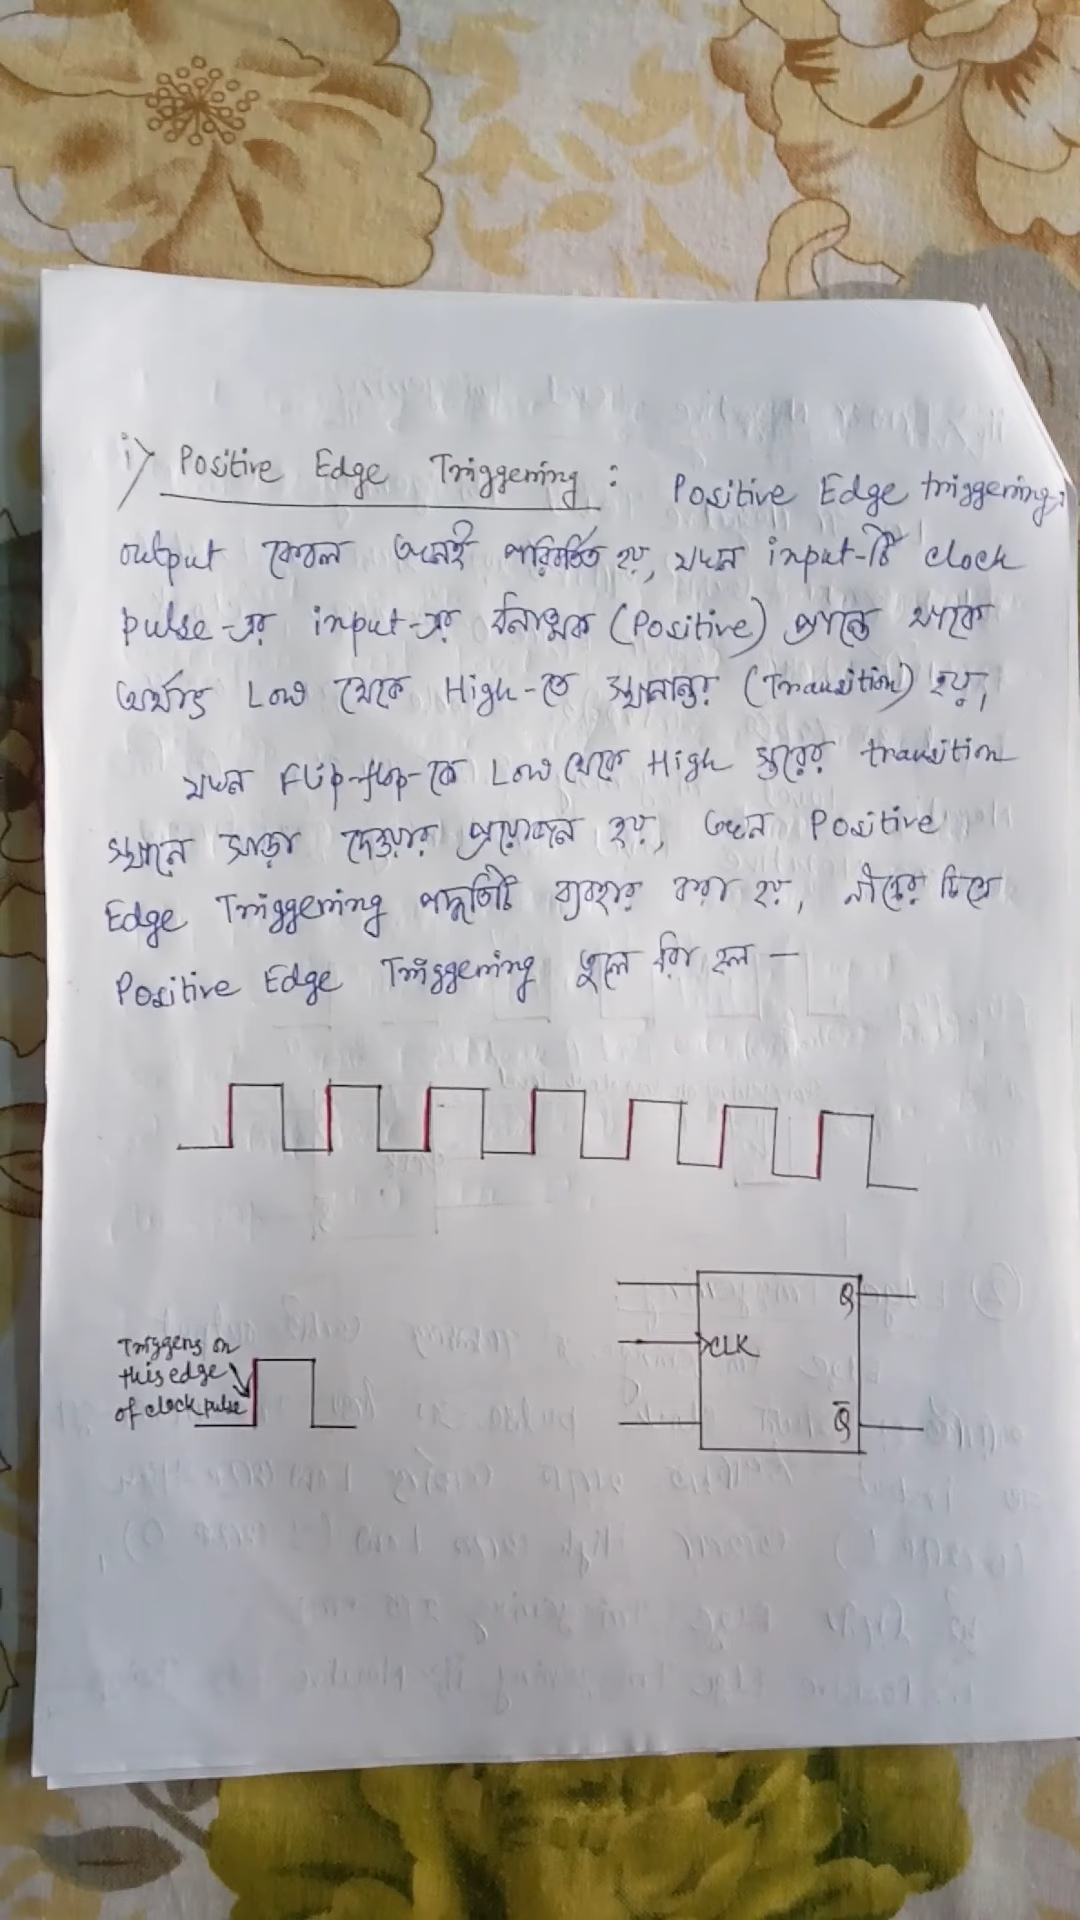 i) Positive Edge Triggering : Positive Edge triggering,
output কেবল তখনই পরিবর্তিত হয়, যখন input-টি clock
pulse-এর input-এর ধনাত্মক (Positive) প্রান্তে থাকে
অর্থাৎ Low থেকে High-তে স্থানান্তর (Transition) হয়,
যখন Flip-flop-কে Low থেকে High স্তরের transition
স্থানে সাড়া দেওয়ার প্রয়োজন হয়, তখন Positive
Edge Triggering পদ্ধতিটি ব্যবহার করা হয়, নীচের চিত্রে
Positive Edge Triggering তুলে ধরা হল —
Triggers on
this edge
of clock pulse
Q
CLK
Q̅